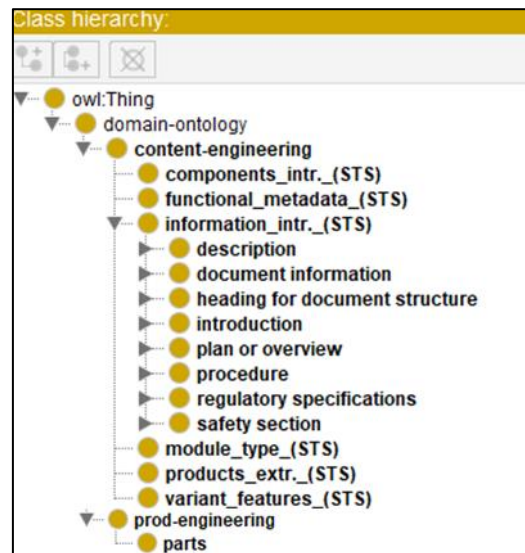 Class hierarchy:
owl:Thing
domain-ontology
content-engineering
components_intr._(STS)
functional_metadata_(STS)
information_intr._(STS)
description
document information
heading for document structure
introduction
plan or overview
procedure
regulatory specifications
safety section
module_type_(STS)
products_extr._(STS)
variant_features_(STS)
prod-engineering
parts